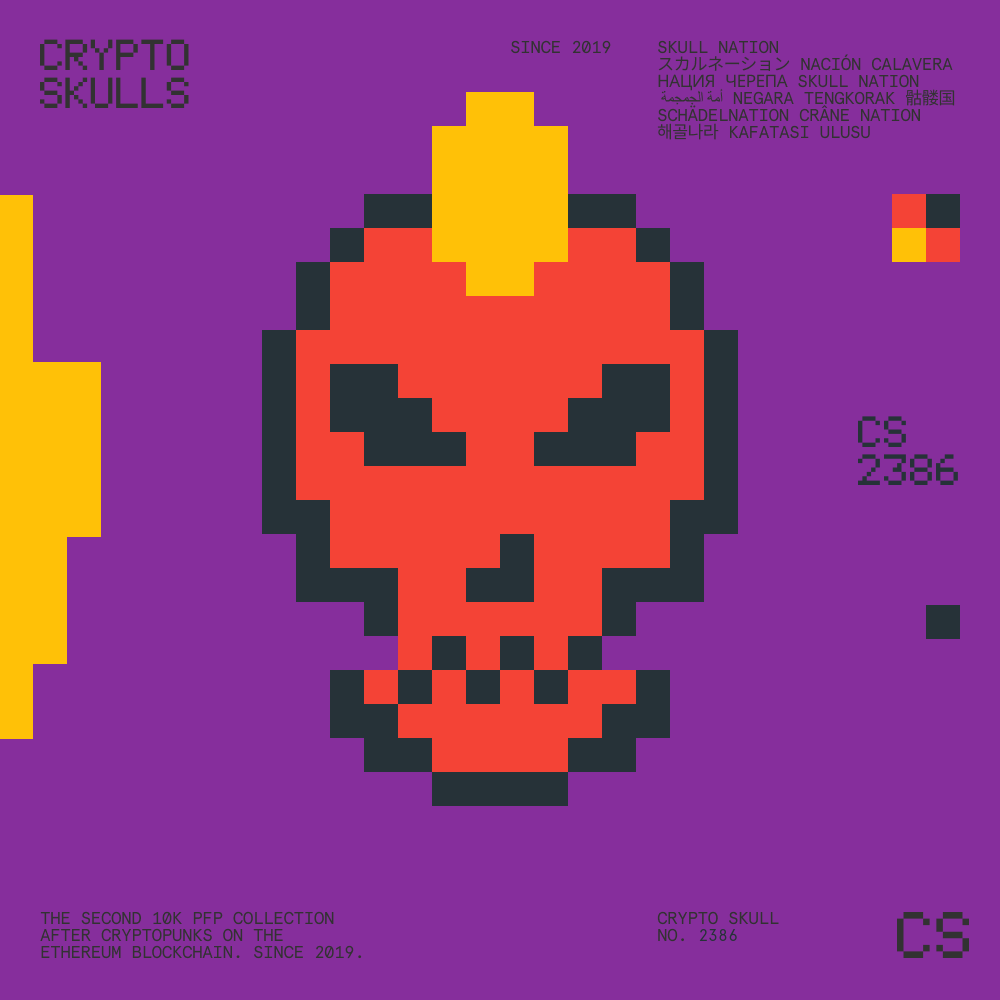 CRYPTO
SKULLS
SINCE 2019
SKULL NATION
スカルネーション NACIÓN CALAVERA
НАЦИЯ ЧЕРЕПА SKULL NATION
أمة الجمجمة NEGARA TENGKORAK 骷髅国
SCHÄDELNATION CRÂNE NATION
해골나라 KAFATASI ULUSU
CS
2386
THE SECOND 10K PFP COLLECTION
AFTER CRYPTOPUNKS ON THE
ETHEREUM BLOCKCHAIN. SINCE 2019.
CRYPTO SKULL
NO. 2386
CS